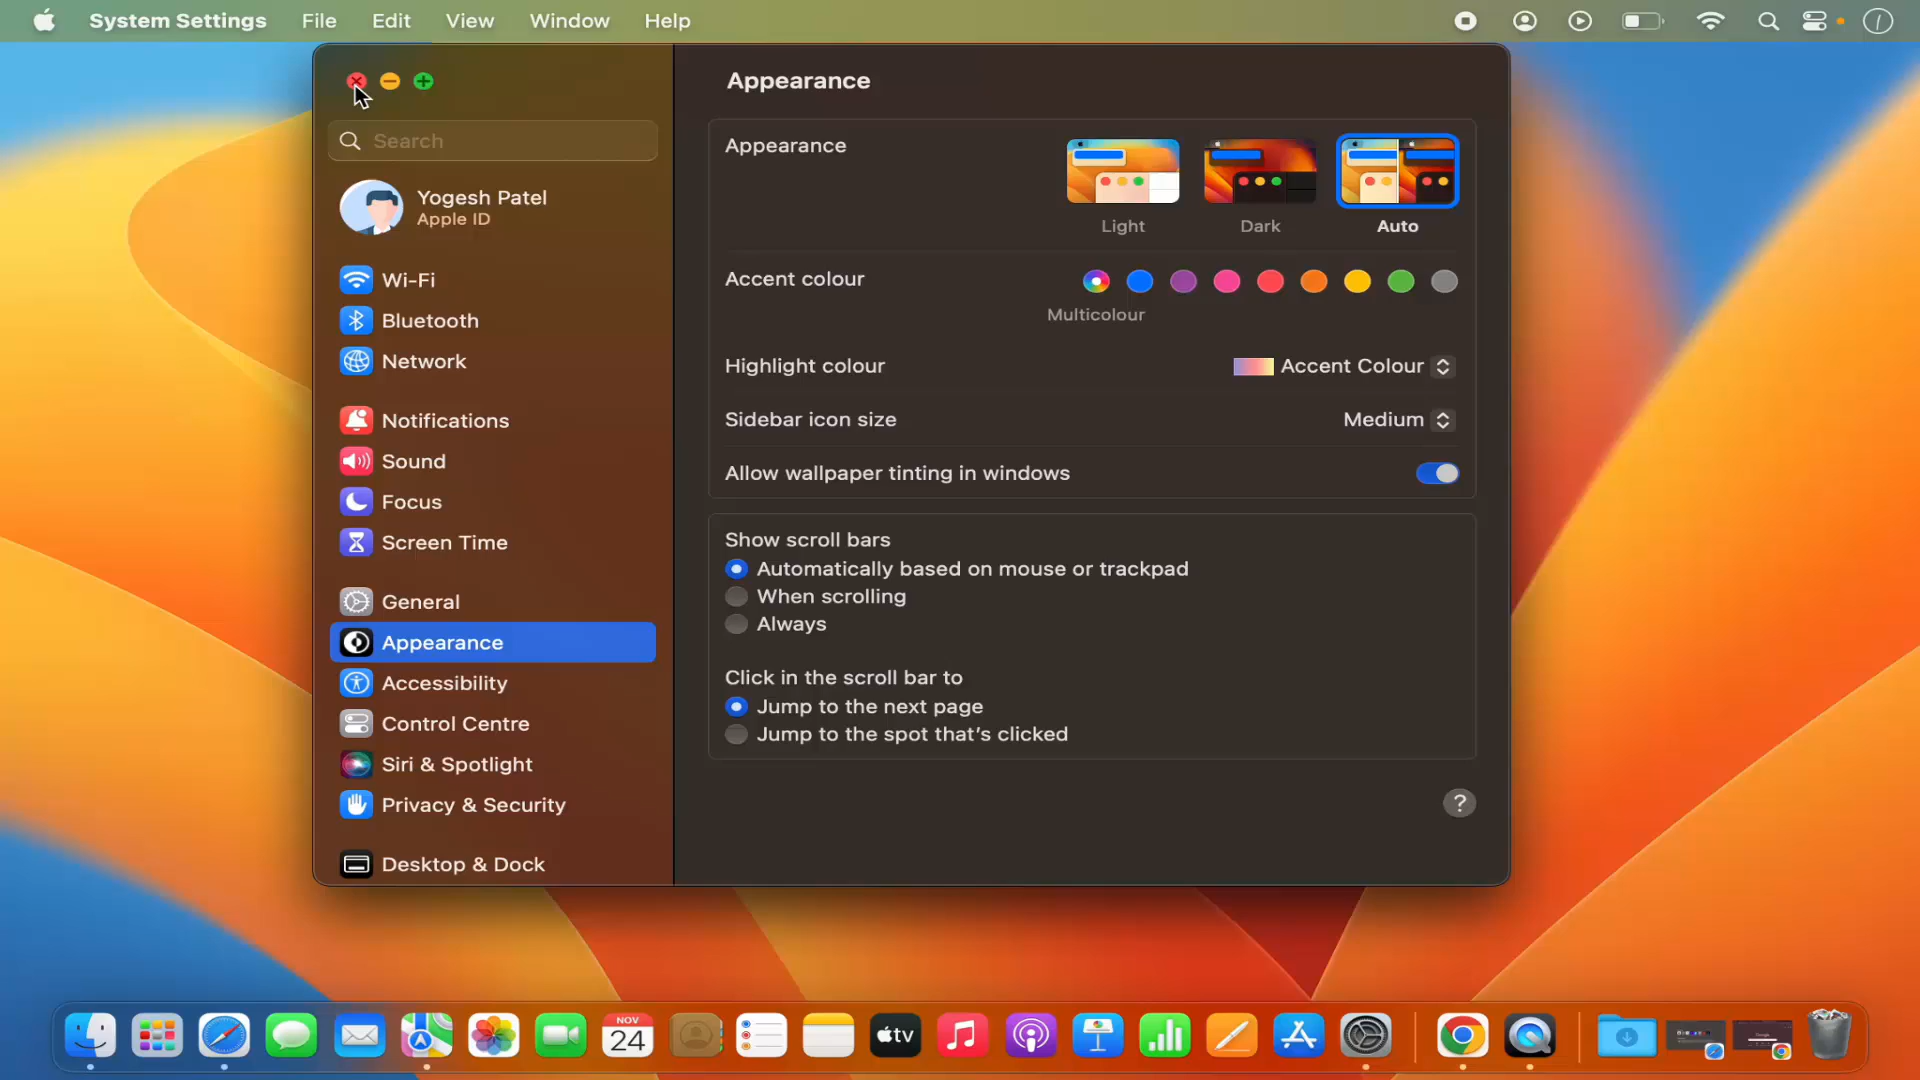 System Settings File Edit View Window Help
Appearance
Search
Yogesh Patel
Apple ID
Wi-Fi
Bluetooth
Network
Notifications
Sound
Focus
Screen Time
General
Appearance
Accessibility
Control Centre
Siri & Spotlight
Privacy & Security
Desktop & Dock
Appearance
Light Dark Auto
Accent colour
Multicolour
Highlight colour Accent Colour
Sidebar icon size Medium
Allow wallpaper tinting in windows
Show scroll bars
Automatically based on mouse or trackpad
When scrolling
Always
Click in the scroll bar to
Jump to the next page
Jump to the spot that's clicked
?
NOV
24
tv